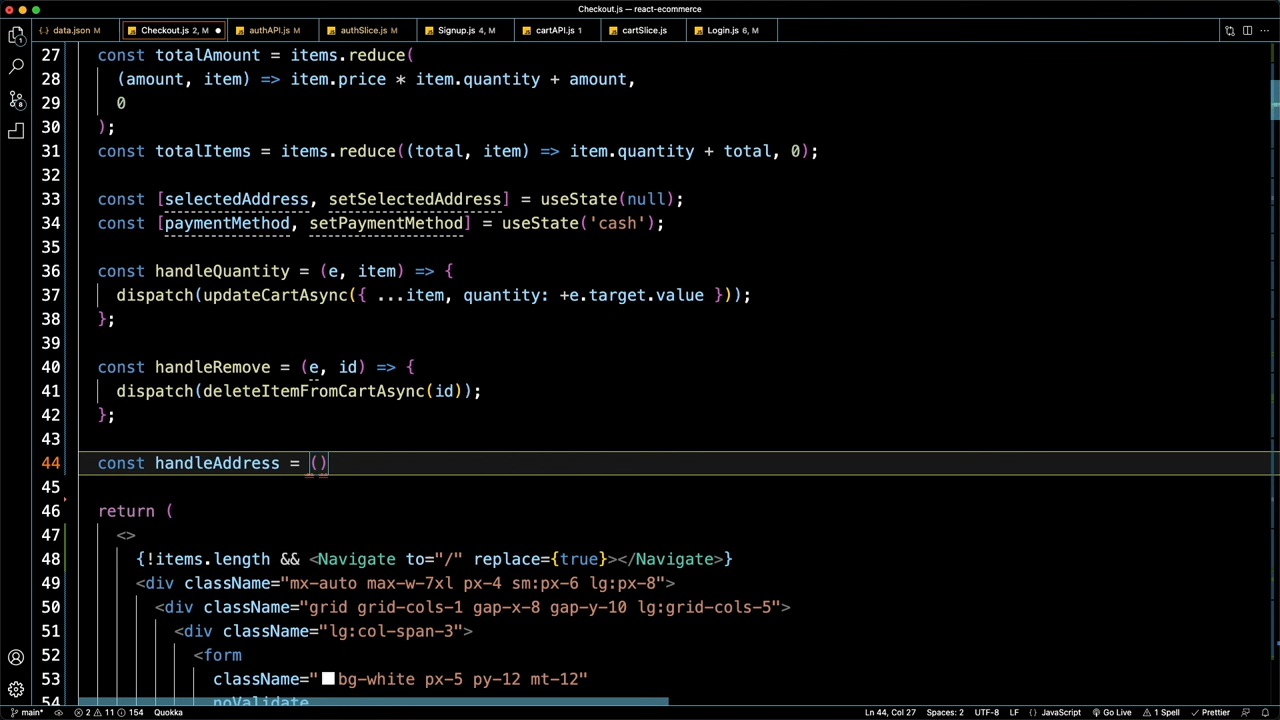 Checkout.js — react-ecommerce
data.json M
Checkout.js 2, M
authAPI.js M
authSlice.js M
Signup.js 4, M
cartAPI.js 1
cartSlice.js
Login.js 6, M
27 const totalAmount = items.reduce(
28 (amount, item) => item.price * item.quantity + amount,
29 0
30 );
31 const totalItems = items.reduce((total, item) => item.quantity + total, 0);
32
33 const [selectedAddress, setSelectedAddress] = useState(null);
34 const [paymentMethod, setPaymentMethod] = useState('cash');
35
36 const handleQuantity = (e, item) => {
37 dispatch(updateCartAsync({ ...item, quantity: +e.target.value }));
38 };
39
40 const handleRemove = (e, id) => {
41 dispatch(deleteItemFromCartAsync(id));
42 };
43
44 const handleAddress = ()
45
46 return (
47 <>
48 {!items.length && <Navigate to="/" replace={true}></Navigate>}
49 <div className="mx-auto max-w-7xl px-4 sm:px-6 lg:px-8">
50 <div className="grid grid-cols-1 gap-x-8 gap-y-10 lg:grid-cols-5">
51 <div className="lg:col-span-3">
52 <form
53 className="bg-white px-5 py-12 mt-12"
54 noValidate
main* 2 11 154 Quokka Ln 44, Col 27 Spaces: 2 UTF-8 LF {} JavaScript Go Live 1 Spell Prettier